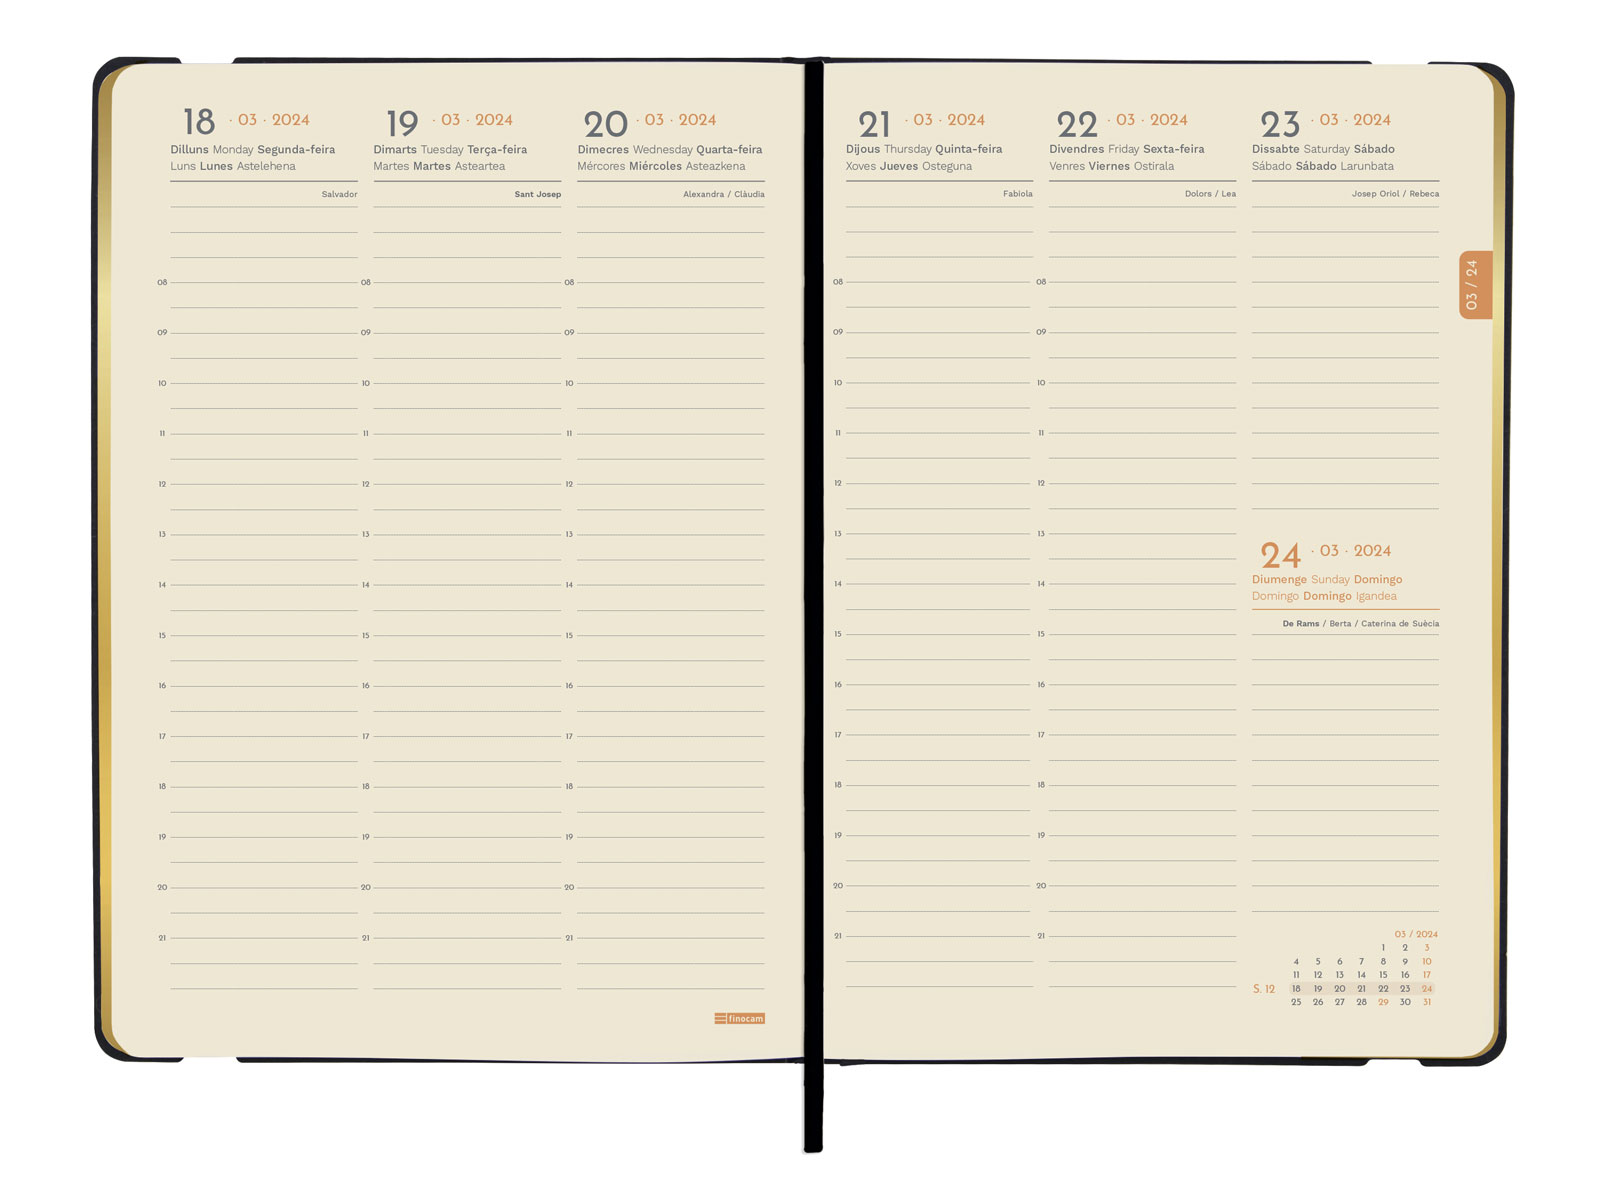 18 · 03 · 2024
Dilluns Monday Segunda-feira
Luns Lunes Astelehena
Salvador
08
09
10
11
12
13
14
15
16
17
18
19
20
21
19 · 03 · 2024
Dimarts Tuesday Terça-feira
Martes Martes Asteartea
Sant Josep
08
09
10
11
12
13
14
15
16
17
18
19
20
21
20 · 03 · 2024
Dimecres Wednesday Quarta-feira
Mércores Miércoles Asteazkena
Alexandra / Clàudia
08
09
10
11
12
13
14
15
16
17
18
19
20
21
finocam
21 · 03 · 2024
Dijous Thursday Quinta-feira
Xoves Jueves Osteguna
Fabiola
08
09
10
11
12
13
14
15
16
17
18
19
20
21
22 · 03 · 2024
Divendres Friday Sexta-feira
Venres Viernes Ostirala
Dolors / Lea
08
09
10
11
12
13
14
15
16
17
18
19
20
21
23 · 03 · 2024
Dissabte Saturday Sábado
Sábado Sábado Larunbata
Josep Oriol / Rebeca
24 · 03 · 2024
Diumenge Sunday Domingo
Domingo Domingo Igandea
De Rams / Berta / Caterina de Suècia
03 / 2024
1 2 3
4 5 6 7 8 9 10
11 12 13 14 15 16 17
S. 12 18 19 20 21 22 23 24
25 26 27 28 29 30 31
03 / 24